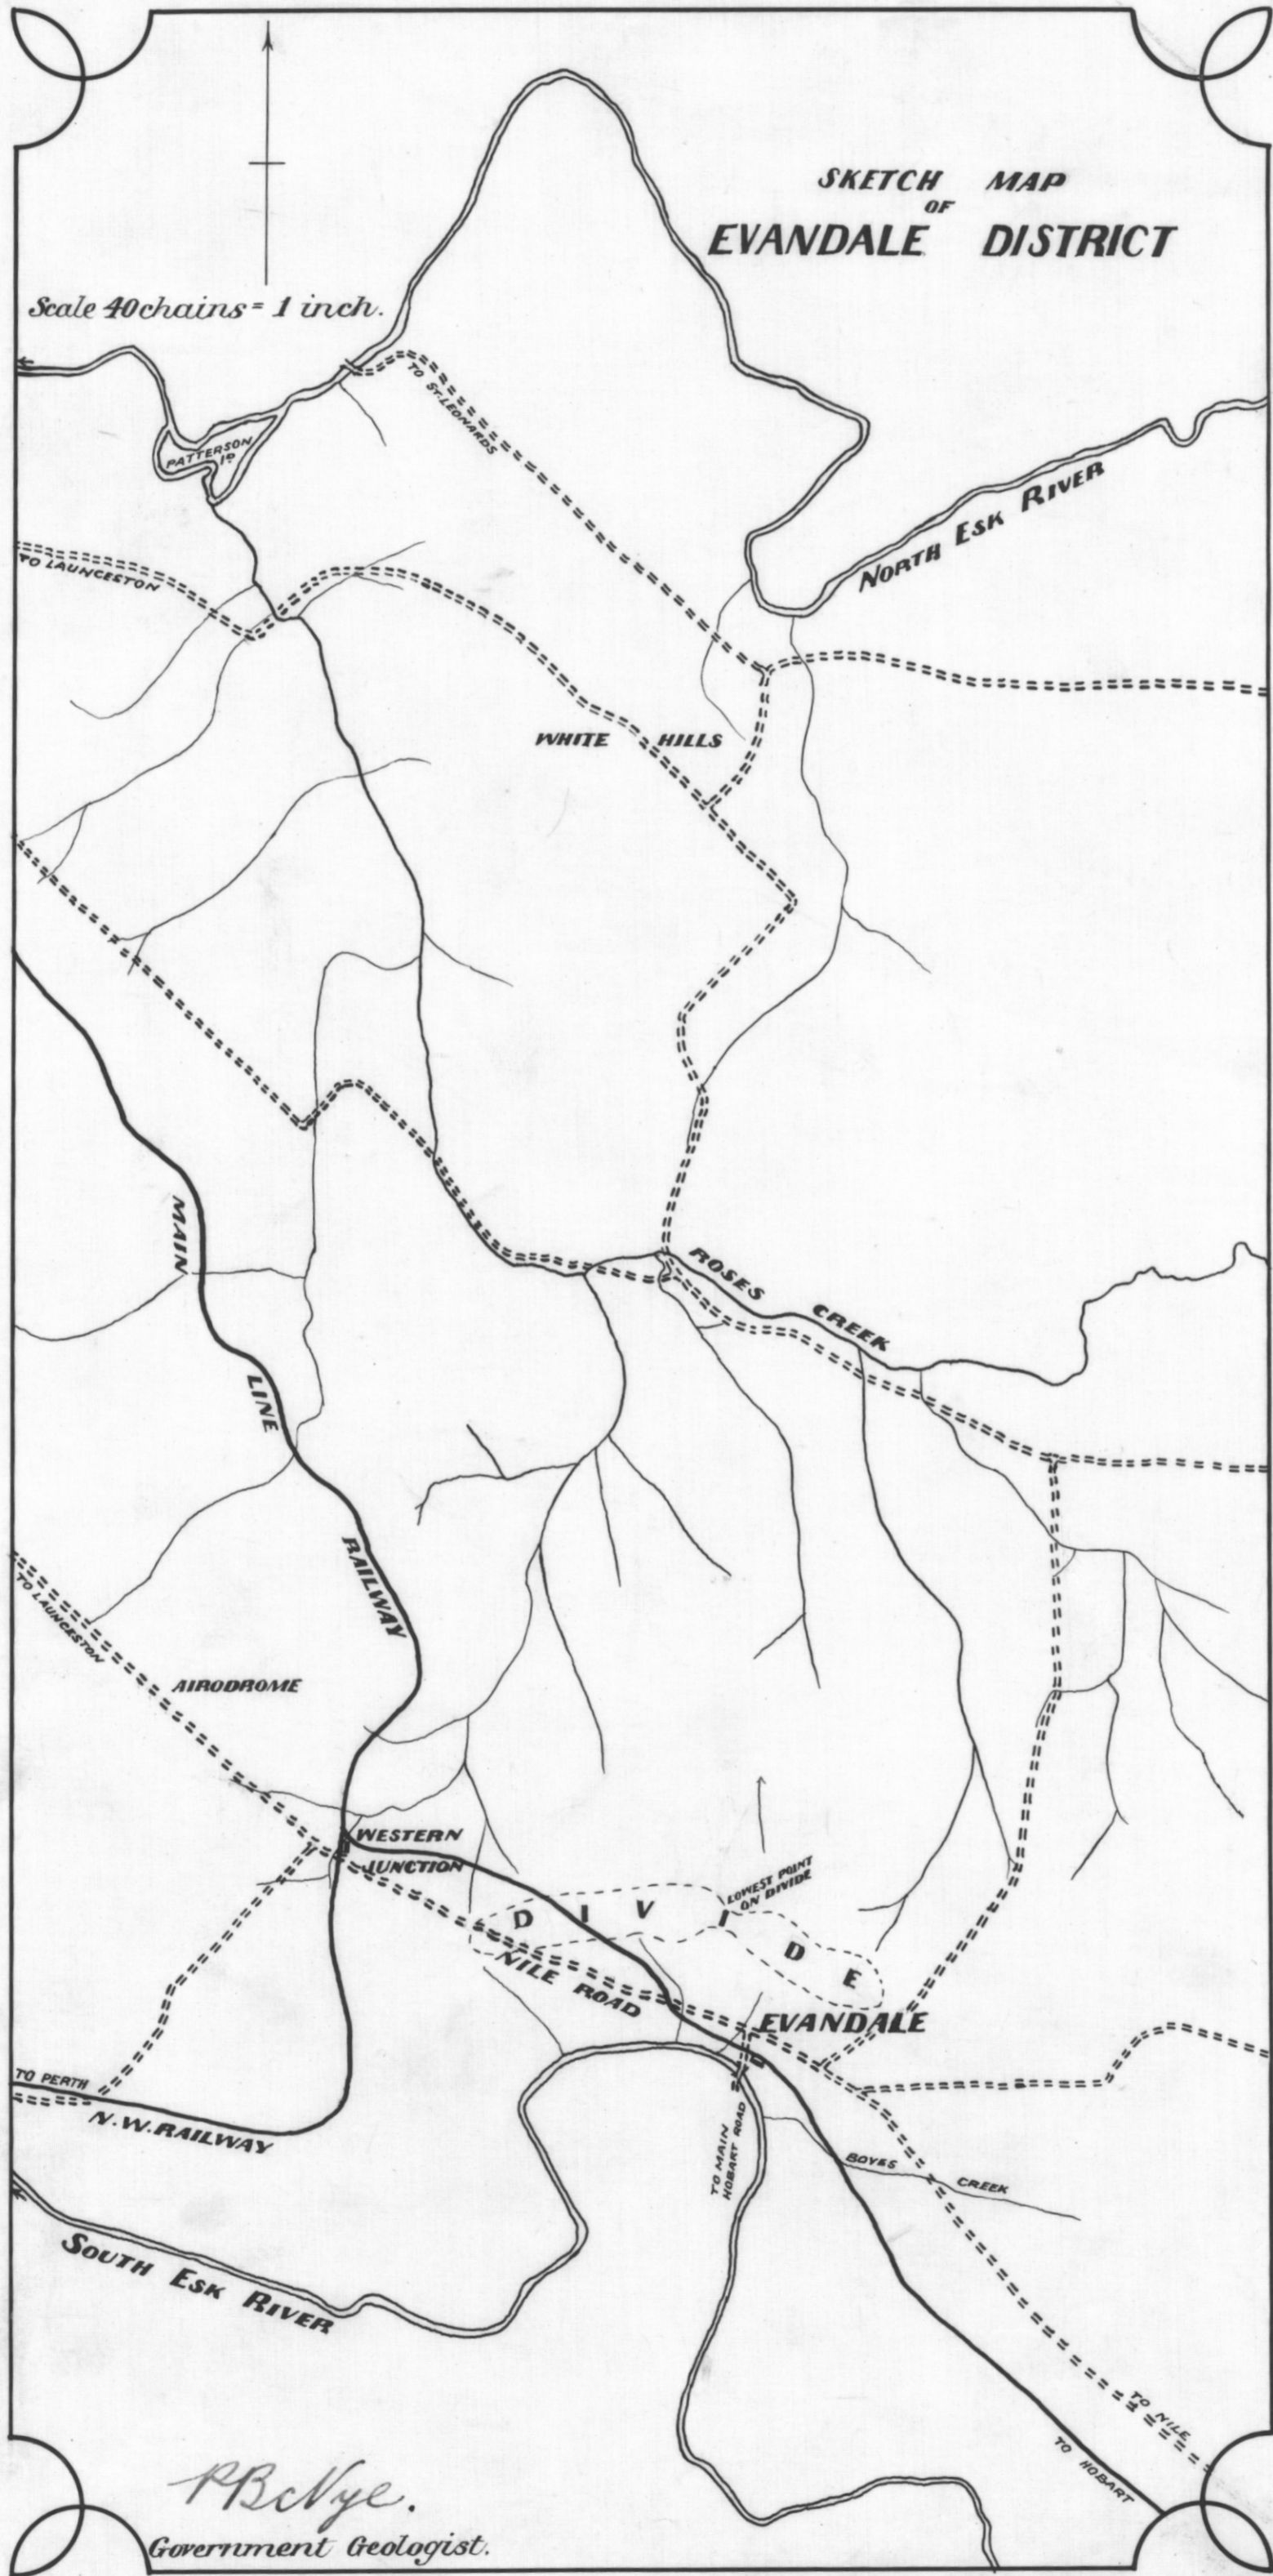 SKETCH MAP
OF
EVANDALE DISTRICT
Scale 40 chains = 1 inch.
TO ST. LEONARDS
PATTERSON
ID
NORTH ESK RIVER
TO LAUNCESTON
WHITE HILLS
MAIN LINE RAILWAY
ROSES CREEK
TO LAUNCESTON
AIRODROME
WESTERN
JUNCTION
LOWEST POINT
ON DIVIDE
DIVIDE
NILE ROAD
EVANDALE
TO PERTH
N.W. RAILWAY
TO MAIN
HOBART ROAD
BOYES CREEK
SOUTH ESK RIVER
TO NILE
TO HOBART
P B Nye.
Government Geologist.